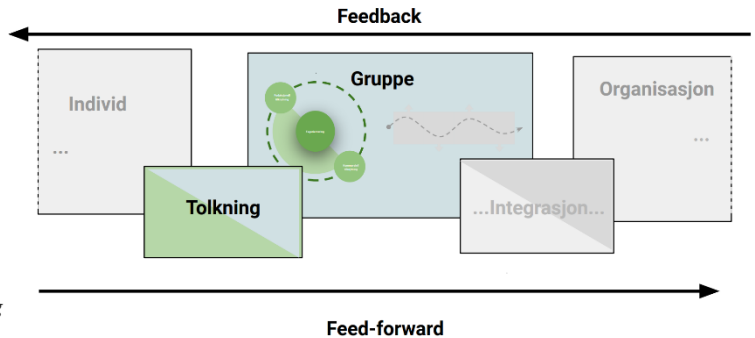 Feedback
Individ
...
Gruppe
Organisasjon
...
Tolkning
...Integrasjon...
Feed-forward